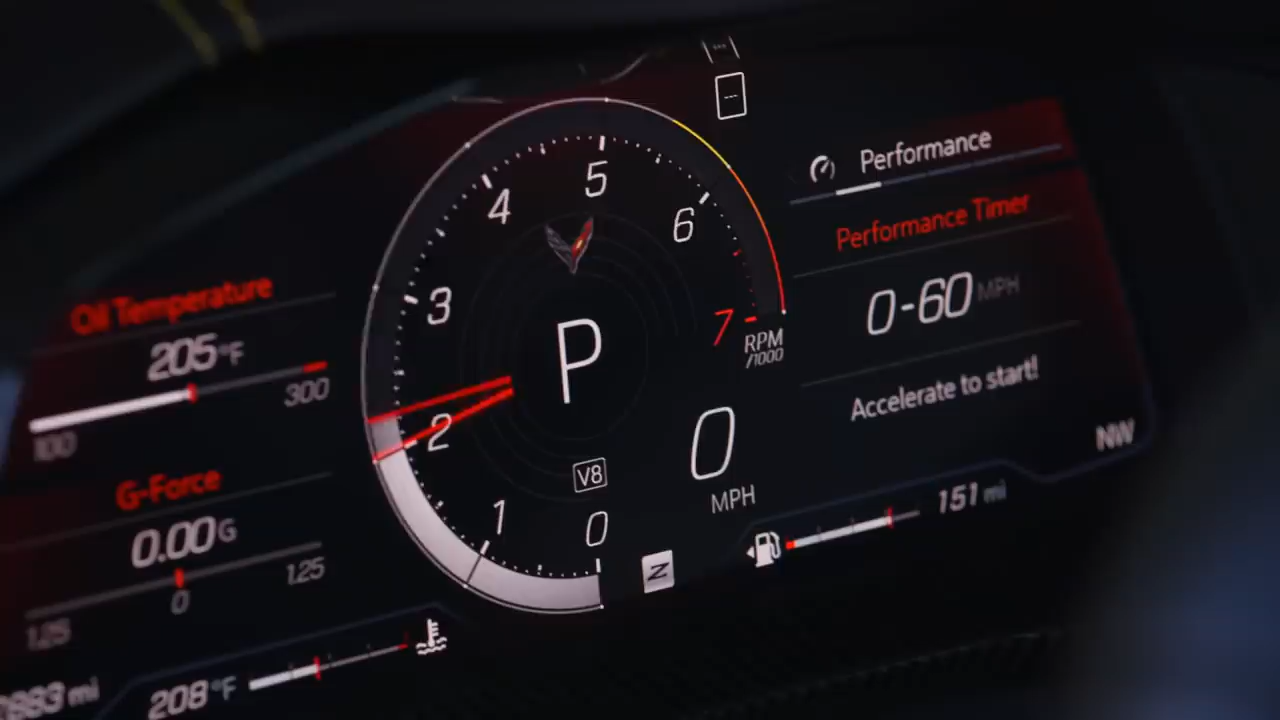 Oil Temperature
205 °F
100 300
G-Force
0.00 G
1.25 0 1.25
208 °F
0 1 2 3 4 5 6 7
RPM
/1000
P
V8
0
MPH
Z
Performance
Performance Timer
0-60 MPH
Accelerate to start!
NW
151 mi